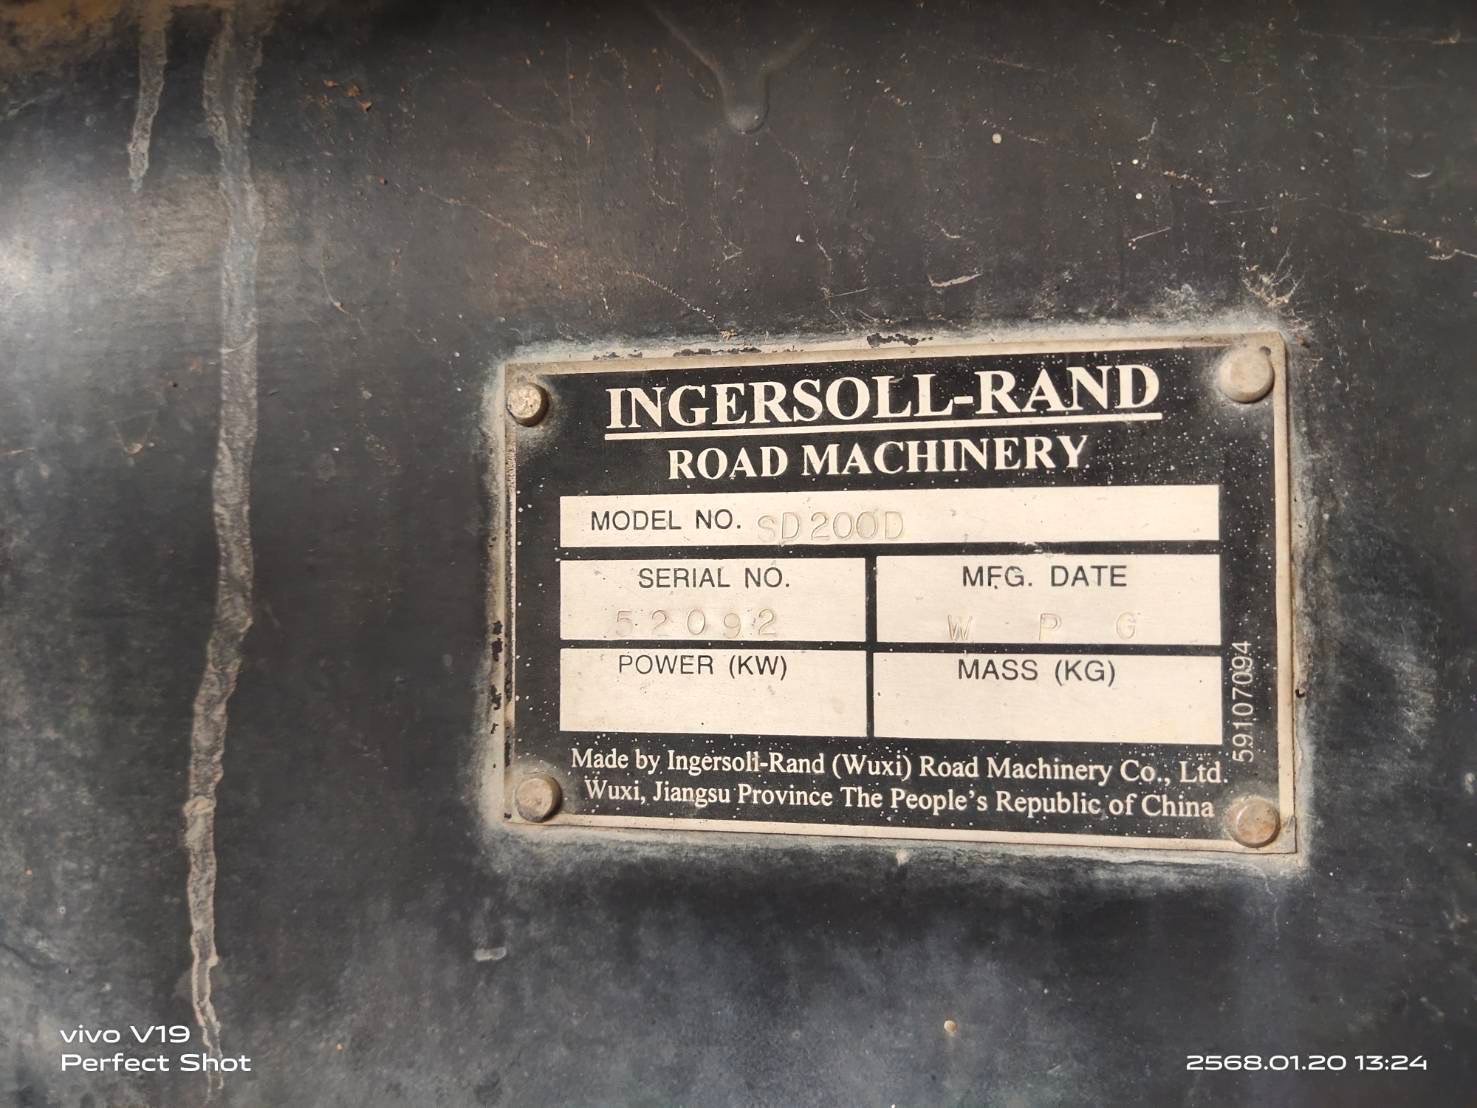 INGERSOLL-RAND
ROAD MACHINERY
MODEL NO. SD200D
SERIAL NO.
52092
MFG. DATE
W P G
POWER (KW)
MASS (KG)
59107094
Made by Ingersoll-Rand (Wuxi) Road Machinery Co., Ltd.
Wuxi, Jiangsu Province The People's Republic of China
vivo V19
Perfect Shot
2568.01.20 13:24